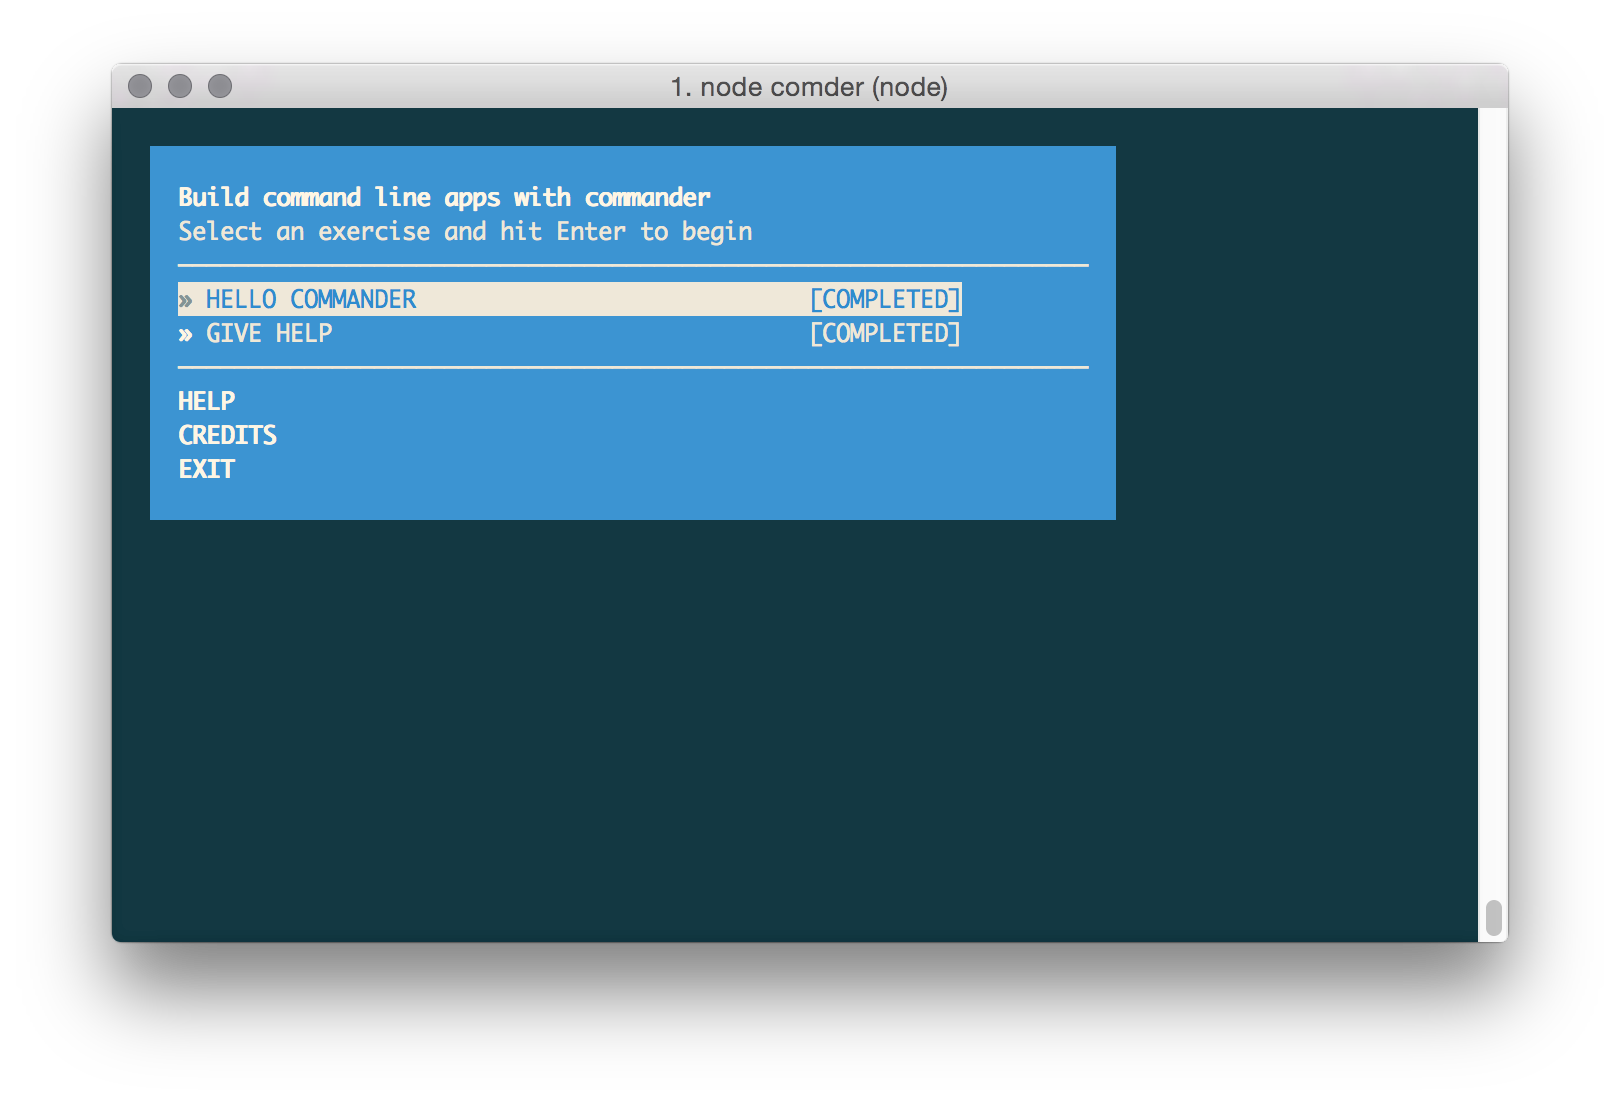 1. node comder (node)
Build command line apps with commander
Select an exercise and hit Enter to begin
» HELLO COMMANDER [COMPLETED]
» GIVE HELP [COMPLETED]
HELP
CREDITS
EXIT